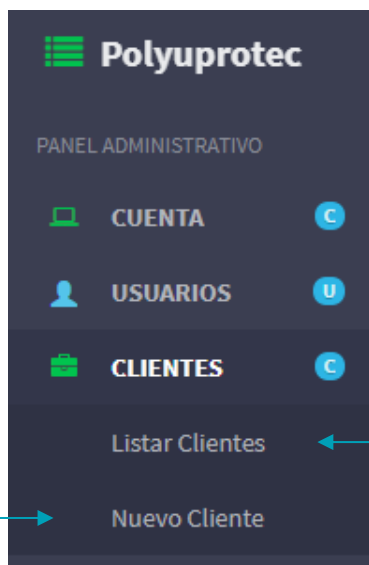 Polyuprotec
PANEL ADMINISTRATIVO
CUENTA C
USUARIOS U
CLIENTES C
Listar Clientes
Nuevo Cliente